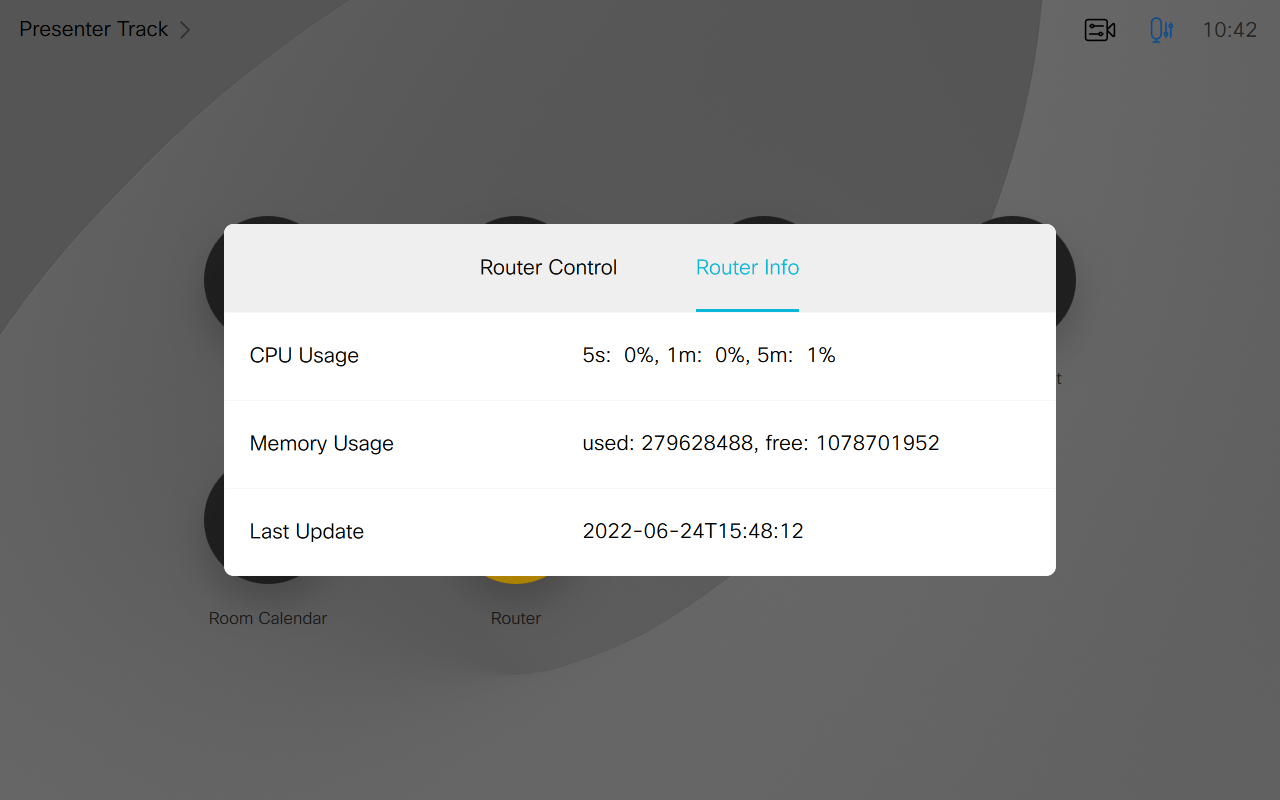 Presenter Track
10:42
Router Control
Router Info
CPU Usage
5s:  0%, 1m:  0%, 5m:  1%
Memory Usage
used: 279628488, free: 1078701952
Last Update
2022-06-24T15:48:12
Room Calendar
Router